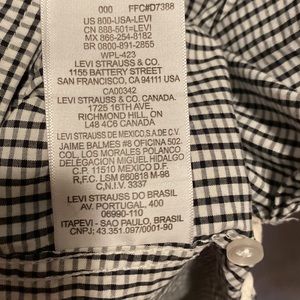 000 FFC#D7388
US 800-USA-LEVI
CN 888-501=LEVI
MX 866-254-8182
BR 0800-891-2855
WPL-423
LEVI STRAUSS & CO.
1155 BATTERY STREET
SAN FRANCISCO, CA 94111 USA
CA00342
LEVI STRAUSS & CO. CANADA.
1725 16TH AVE,
RICHMOND HILL, ON
L4B 4C6 CANADA
LEVI STRAUSS DE MEXICO,S.A.DE C.V.
JAIME BALMES #8 OFICINA 502.
COL. LOS MORALES POLANCO
DELEGACION MIGUEL HIDALGO
C.P. 11510 MEXICO D.F.
R.F.C. LSM 660818 E4-98
C.N.I.V. 3337
LEVI STRAUSS DO BRASIL
AV. PORTUGAL, 400
06990-110
ITAPEVI - SAO PAULO, BRASIL
CNPJ: 43.351.097/0001-90